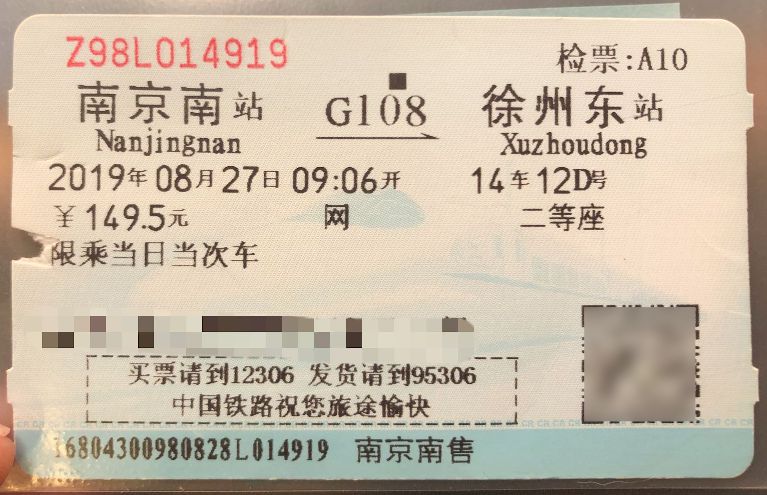 Z98L014919 检票:A10
南京南站 G108 徐州东站
Nanjingnan Xuzhoudong
2019年08月27日09:06开 14车12D号
￥149.5元 网 二等座
限乘当日当次车
买票请到12306 发货请到95306
中国铁路祝您旅途愉快
16804300980828L014919 南京南售